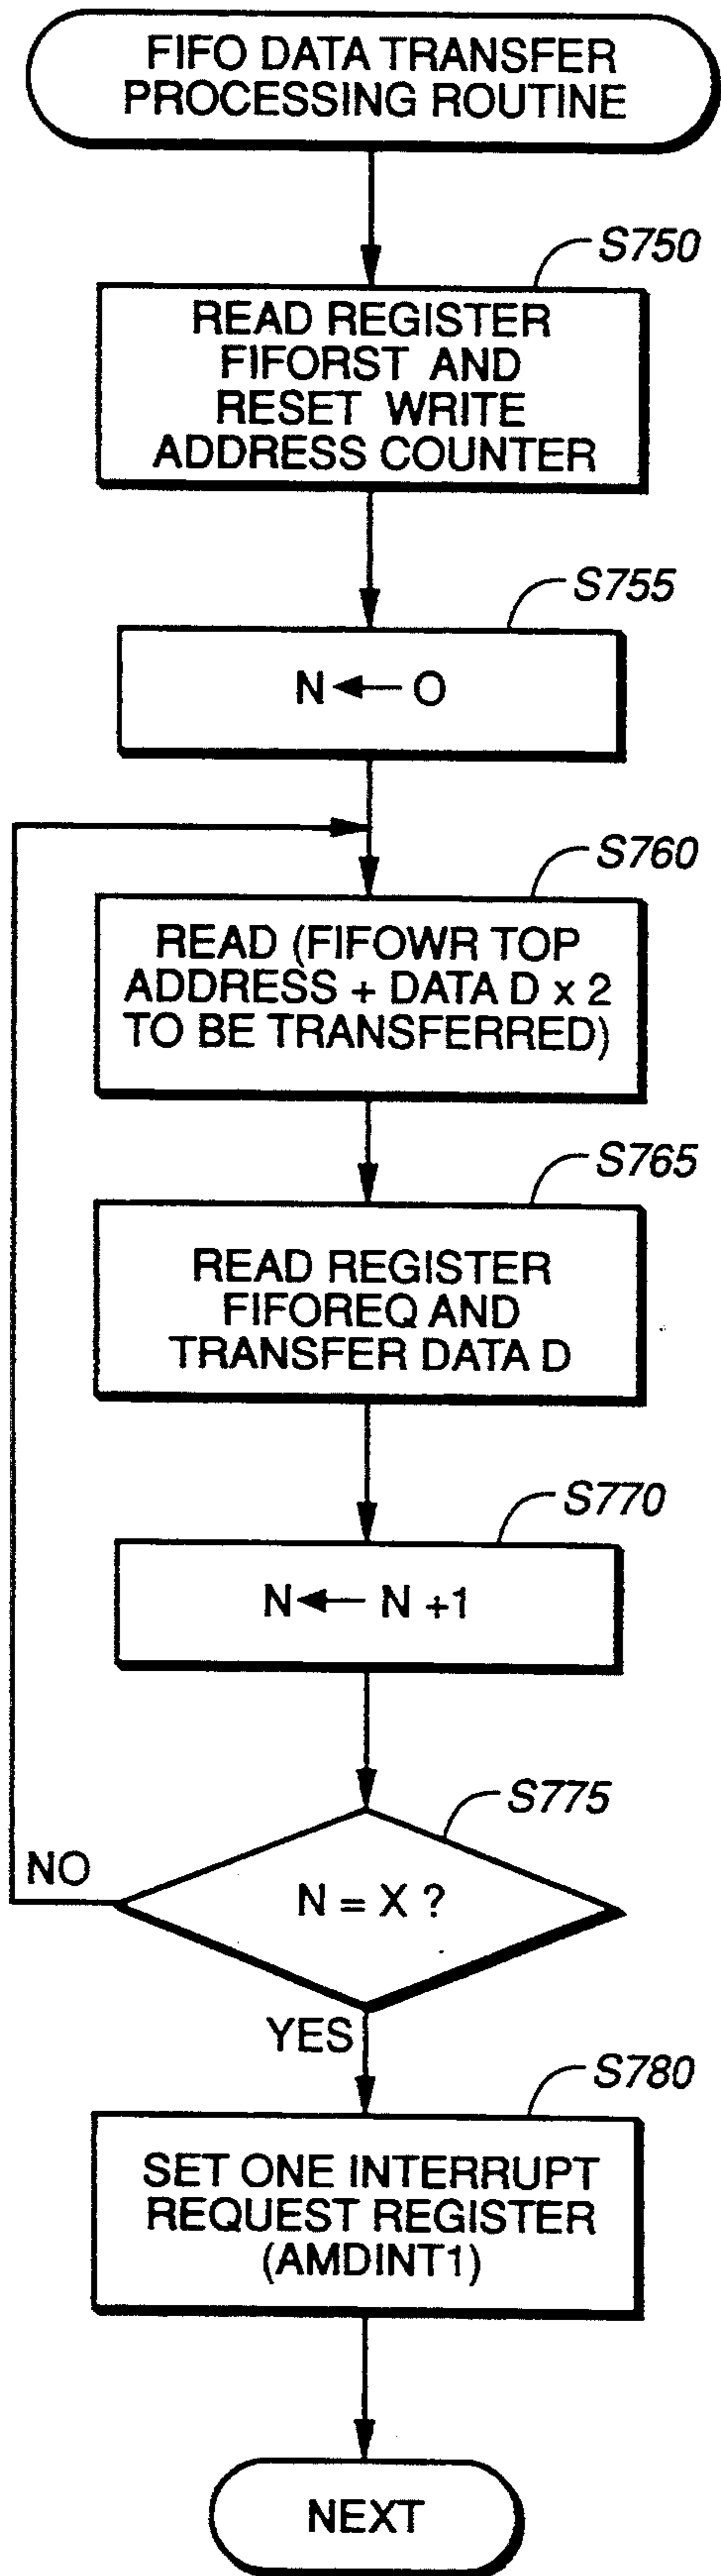 FIFO DATA TRANSFER
PROCESSING ROUTINE
S750
READ REGISTER
FIFORST AND
RESET WRITE
ADDRESS COUNTER
S755
N ← O
S760
READ (FIFOWR TOP
ADDRESS + DATA D x 2
TO BE TRANSFERRED)
S765
READ REGISTER
FIFOREQ AND
TRANSFER DATA D
S770
N ← N +1
S775
NO
N = X ?
YES
S780
SET ONE INTERRUPT
REQUEST REGISTER
(AMDINT1)
NEXT